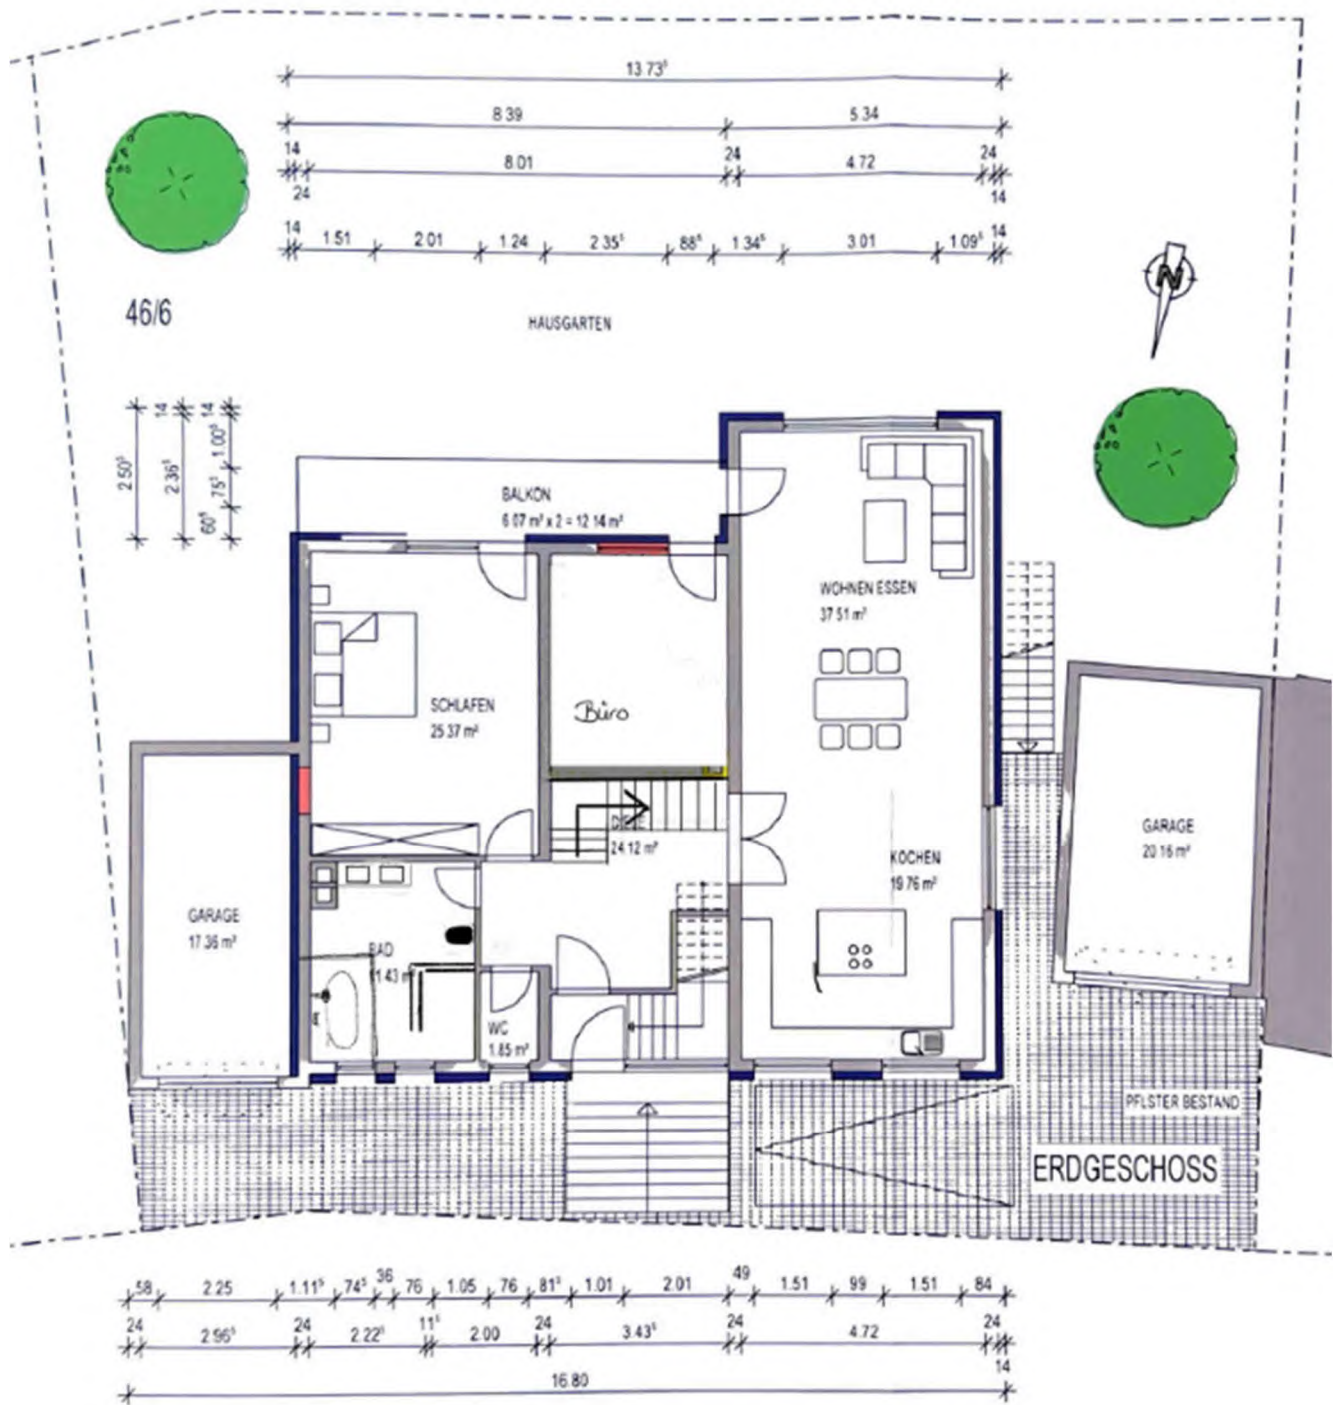 13.73⁵
8.39 5.34
14 8.01 24 4.72 24
24 14
14 1.51 2.01 1.24 2.35⁵ 88⁵ 1.34⁵ 3.01 1.09⁵ 14
46/6
HAUSGARTEN
N
14 14
2.50⁵ 2.36⁵ 60⁵ 75⁵ 1.00⁵
BALKON
6.07 m² x 2 = 12.14 m²
WOHNEN ESSEN
37.51 m²
SCHLAFEN
25.37 m²
Büro
24.12 m²
GARAGE
20.16 m²
KOCHEN
19.76 m²
GARAGE
17.36 m²
BAD
11.43 m²
WC
1.85 m²
PFLSTER BESTAND
ERDGESCHOSS
58 2.25 1.11⁵ 74⁵ 36 76 1.05 76 81⁵ 1.01 2.01 49 1.51 99 1.51 84
24 2.96⁵ 24 2.22⁵ 11⁵ 2.00 24 3.43⁵ 24 4.72 24
14
16.80